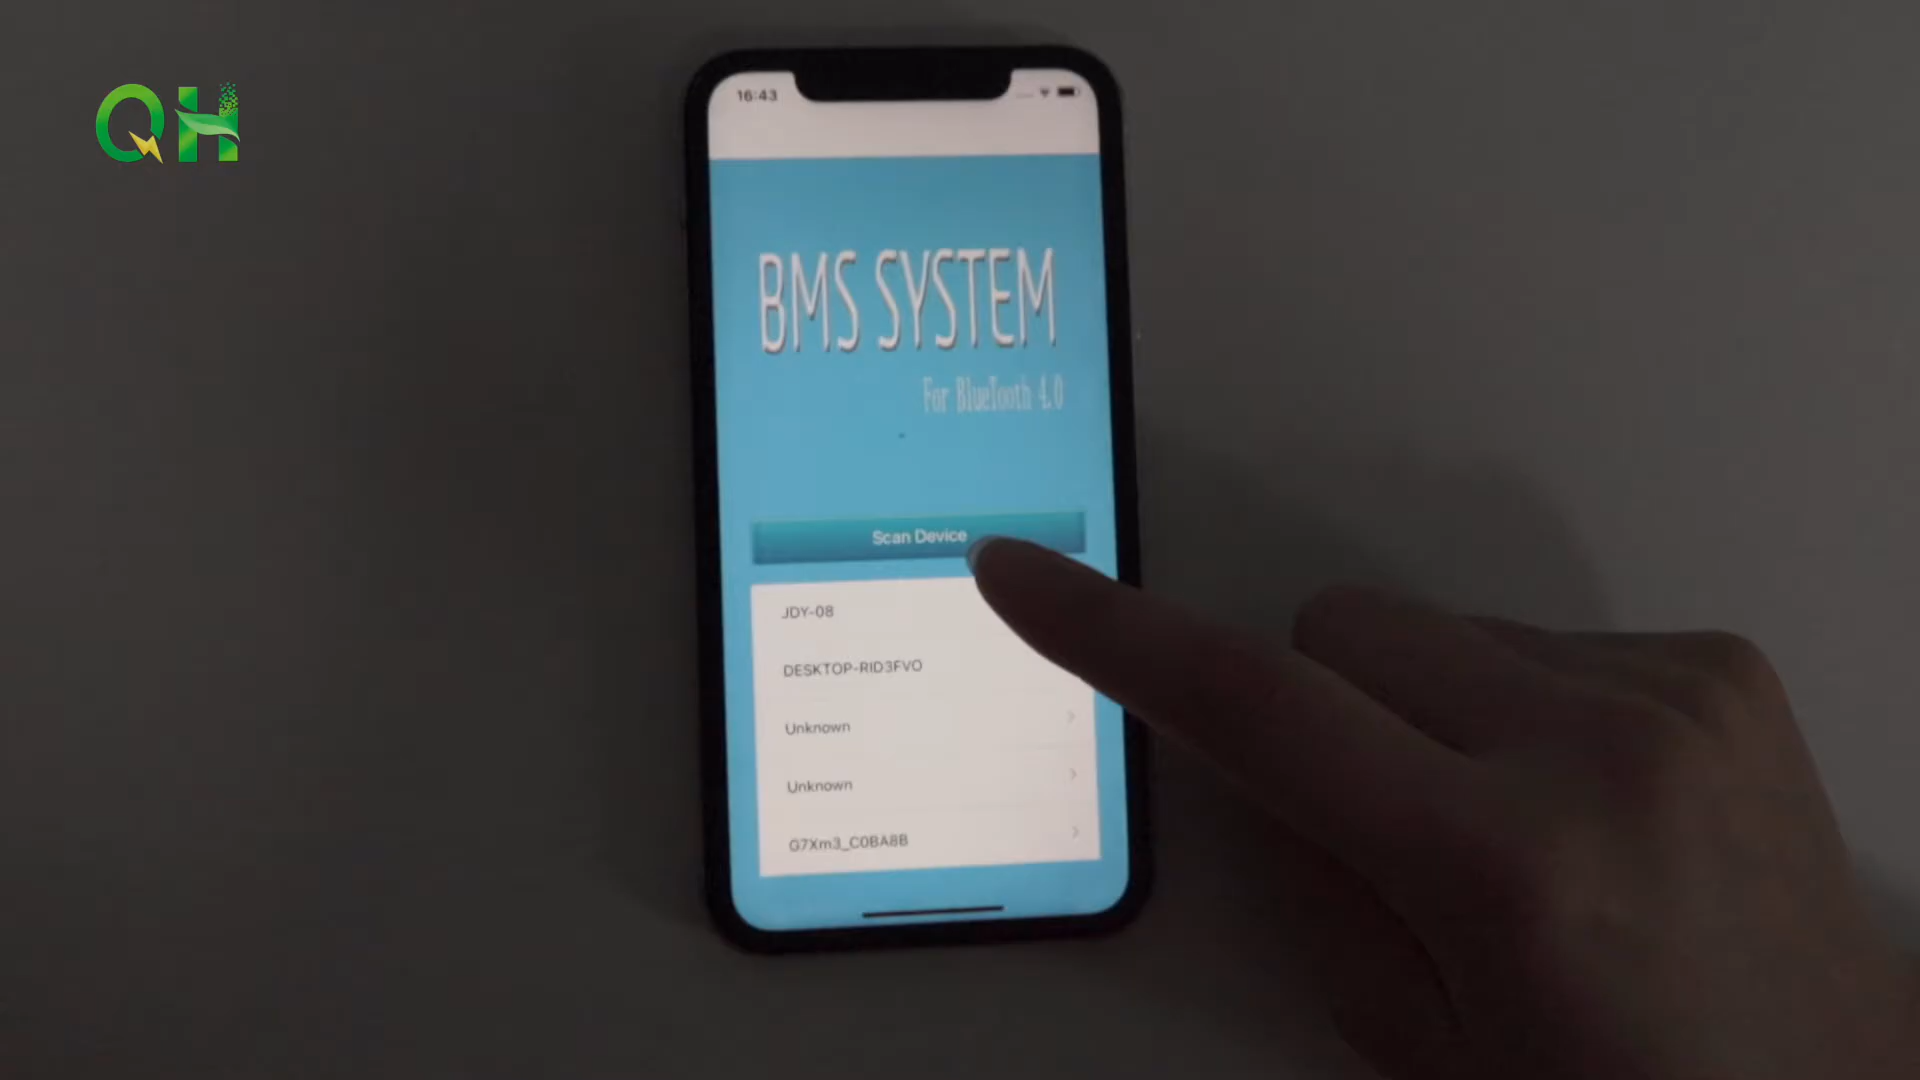 QH
16:43
BMS SYSTEM
For BlueTooth 4.0
Scan Device
JDY-08
DESKTOP-RID3FVO
Unknown
Unknown
G7Xm3_C0BA8B